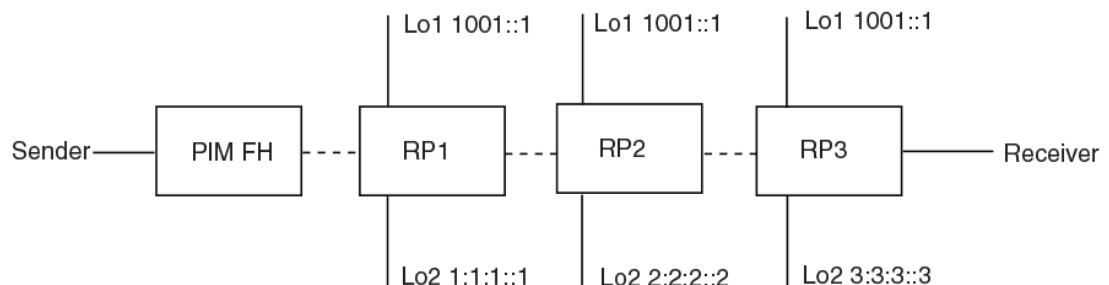 Lo1 1001::1
Lo1 1001::1
Lo1 1001::1
Sender
PIM FH
RP1
RP2
RP3
Receiver
Lo2 1:1:1::1
Lo2 2:2:2::2
Lo2 3:3:3::3